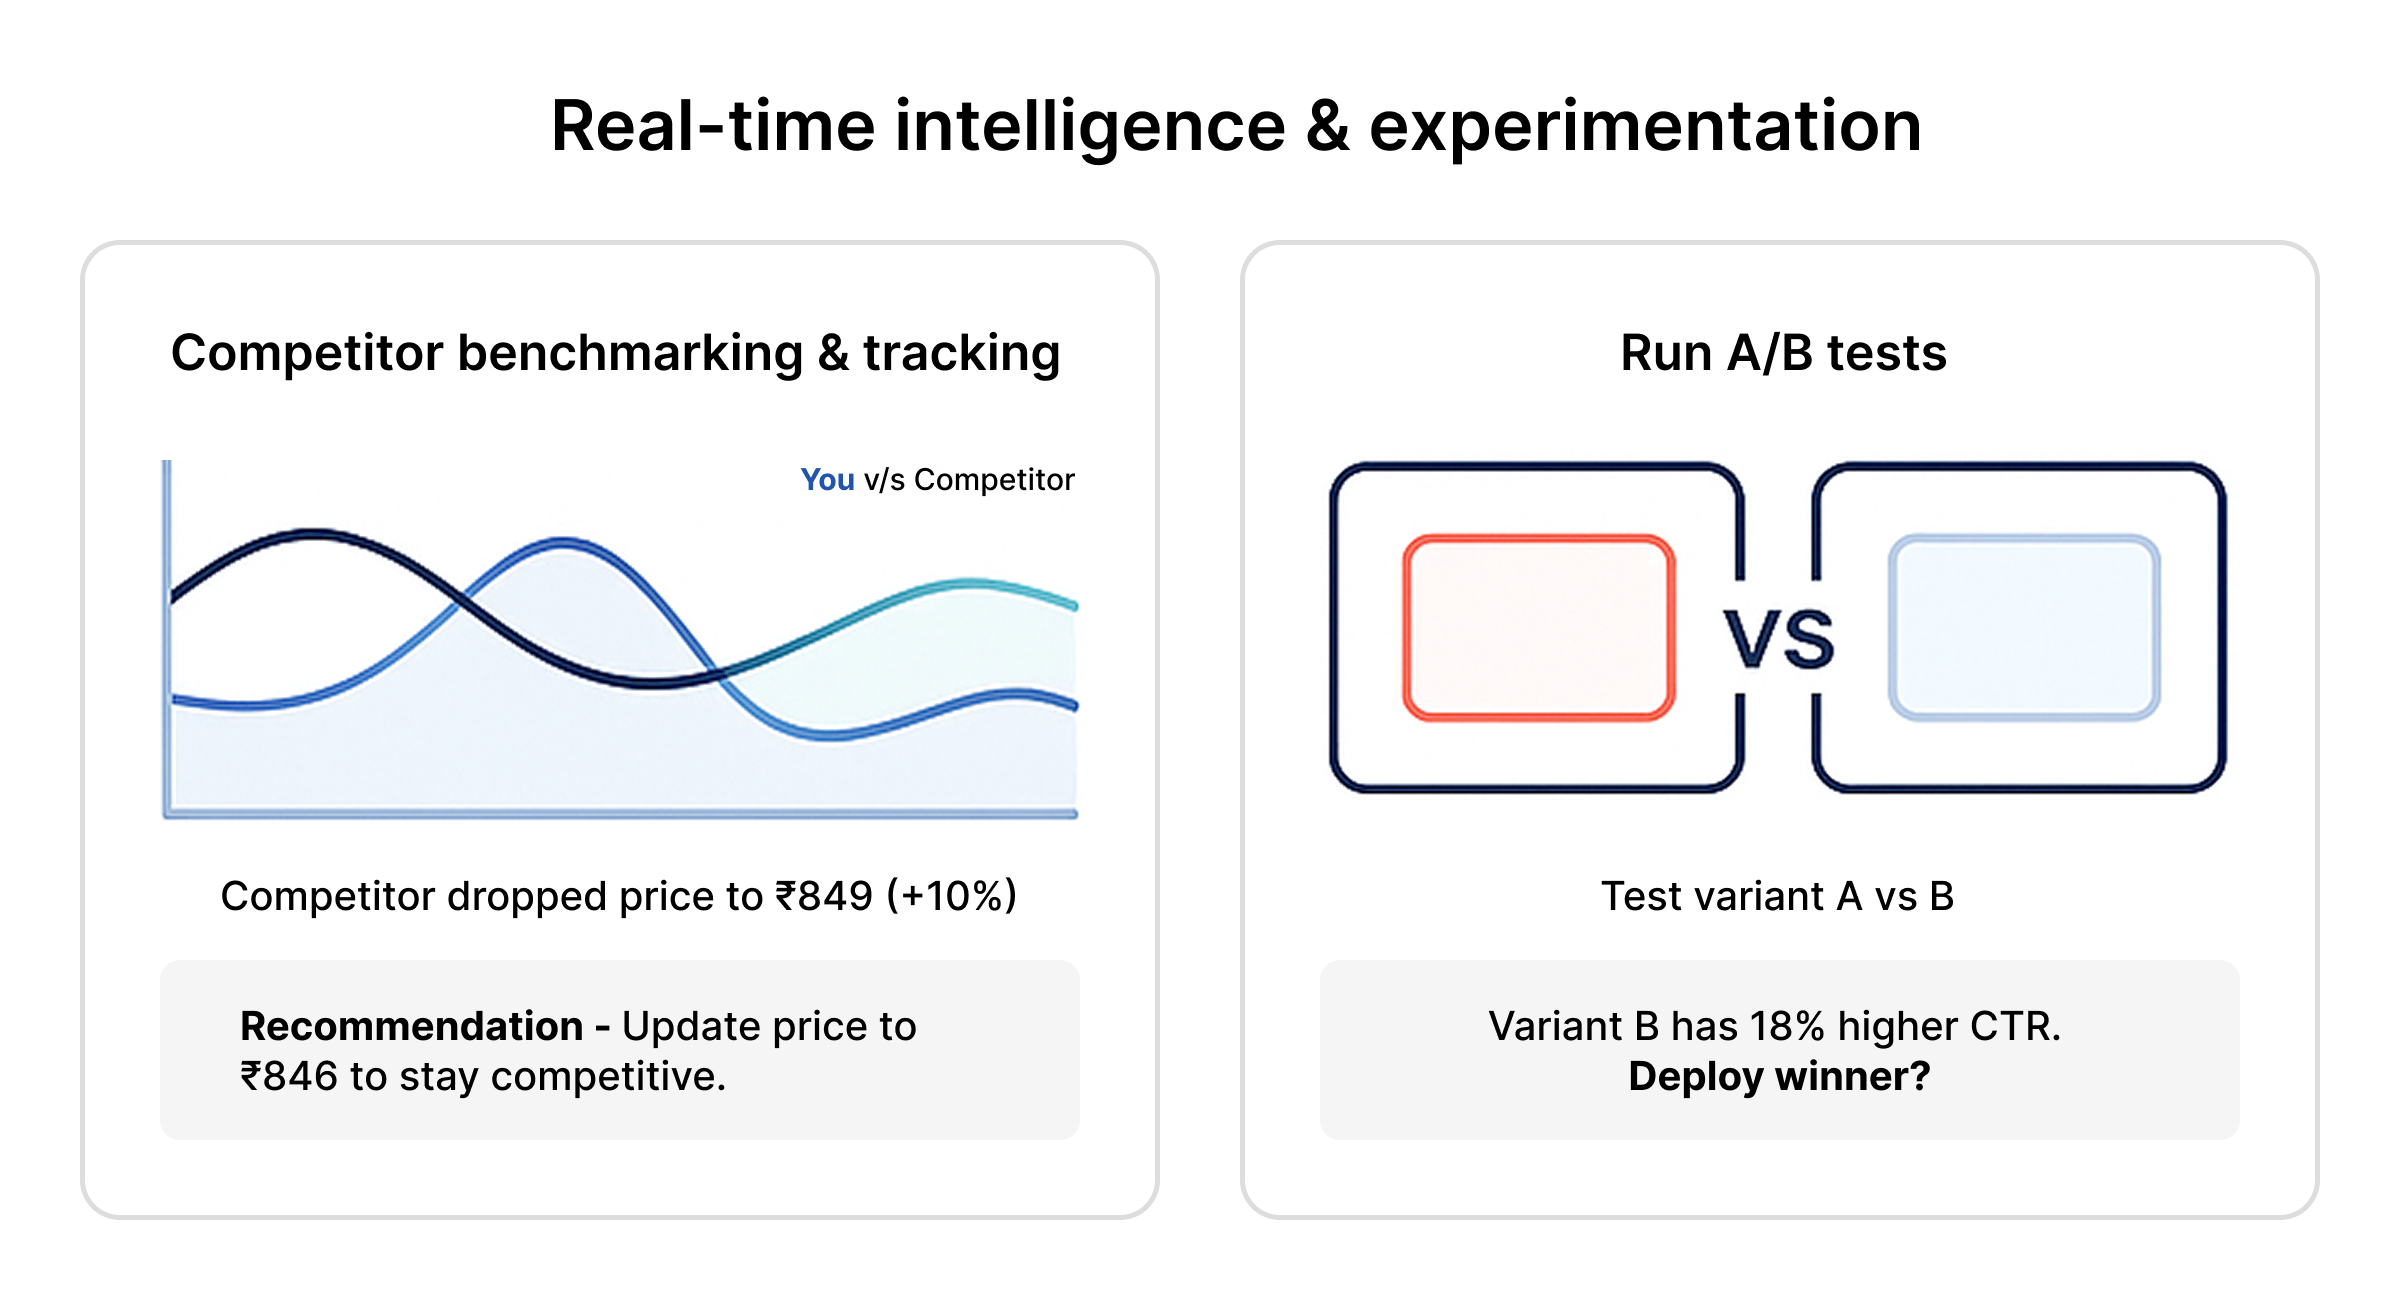 Real-time intelligence & experimentation
Competitor benchmarking & tracking
You v/s Competitor
Competitor dropped price to ₹849 (+10%)
Recommendation - Update price to
₹846 to stay competitive.
Run A/B tests
VS
Test variant A vs B
Variant B has 18% higher CTR.
Deploy winner?